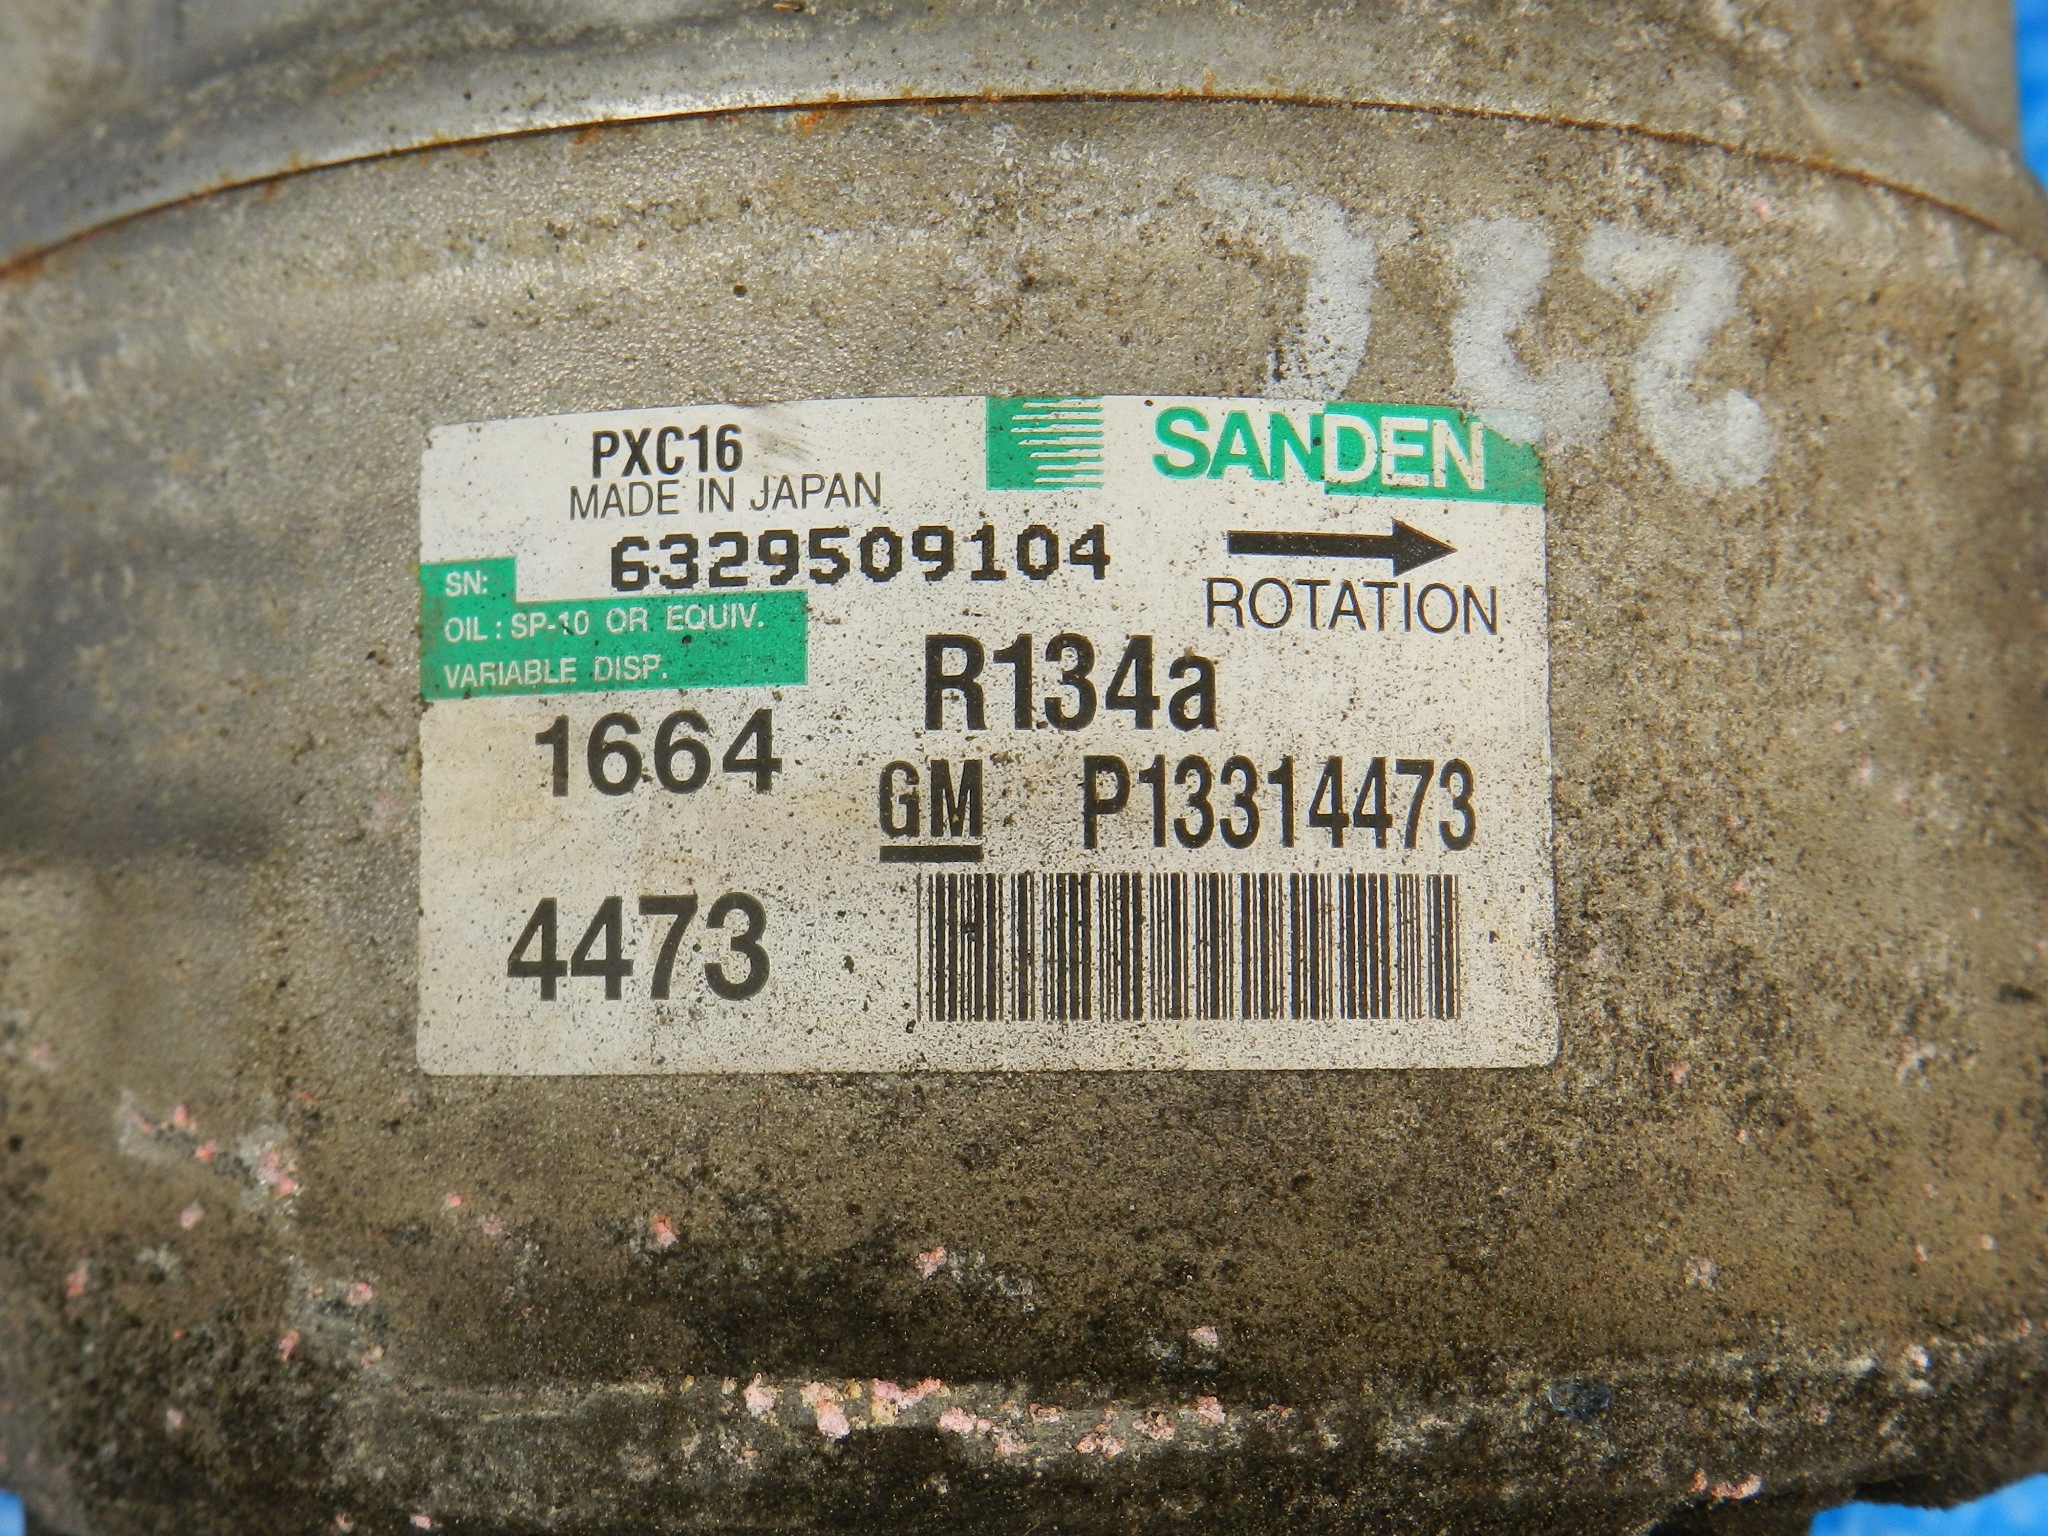 PXC16
MADE IN JAPAN
SANDEN
SN: 6329509104
ROTATION
OIL : SP-10 OR EQUIV.
VARIABLE DISP.
R134a
1664
GM P13314473
4473